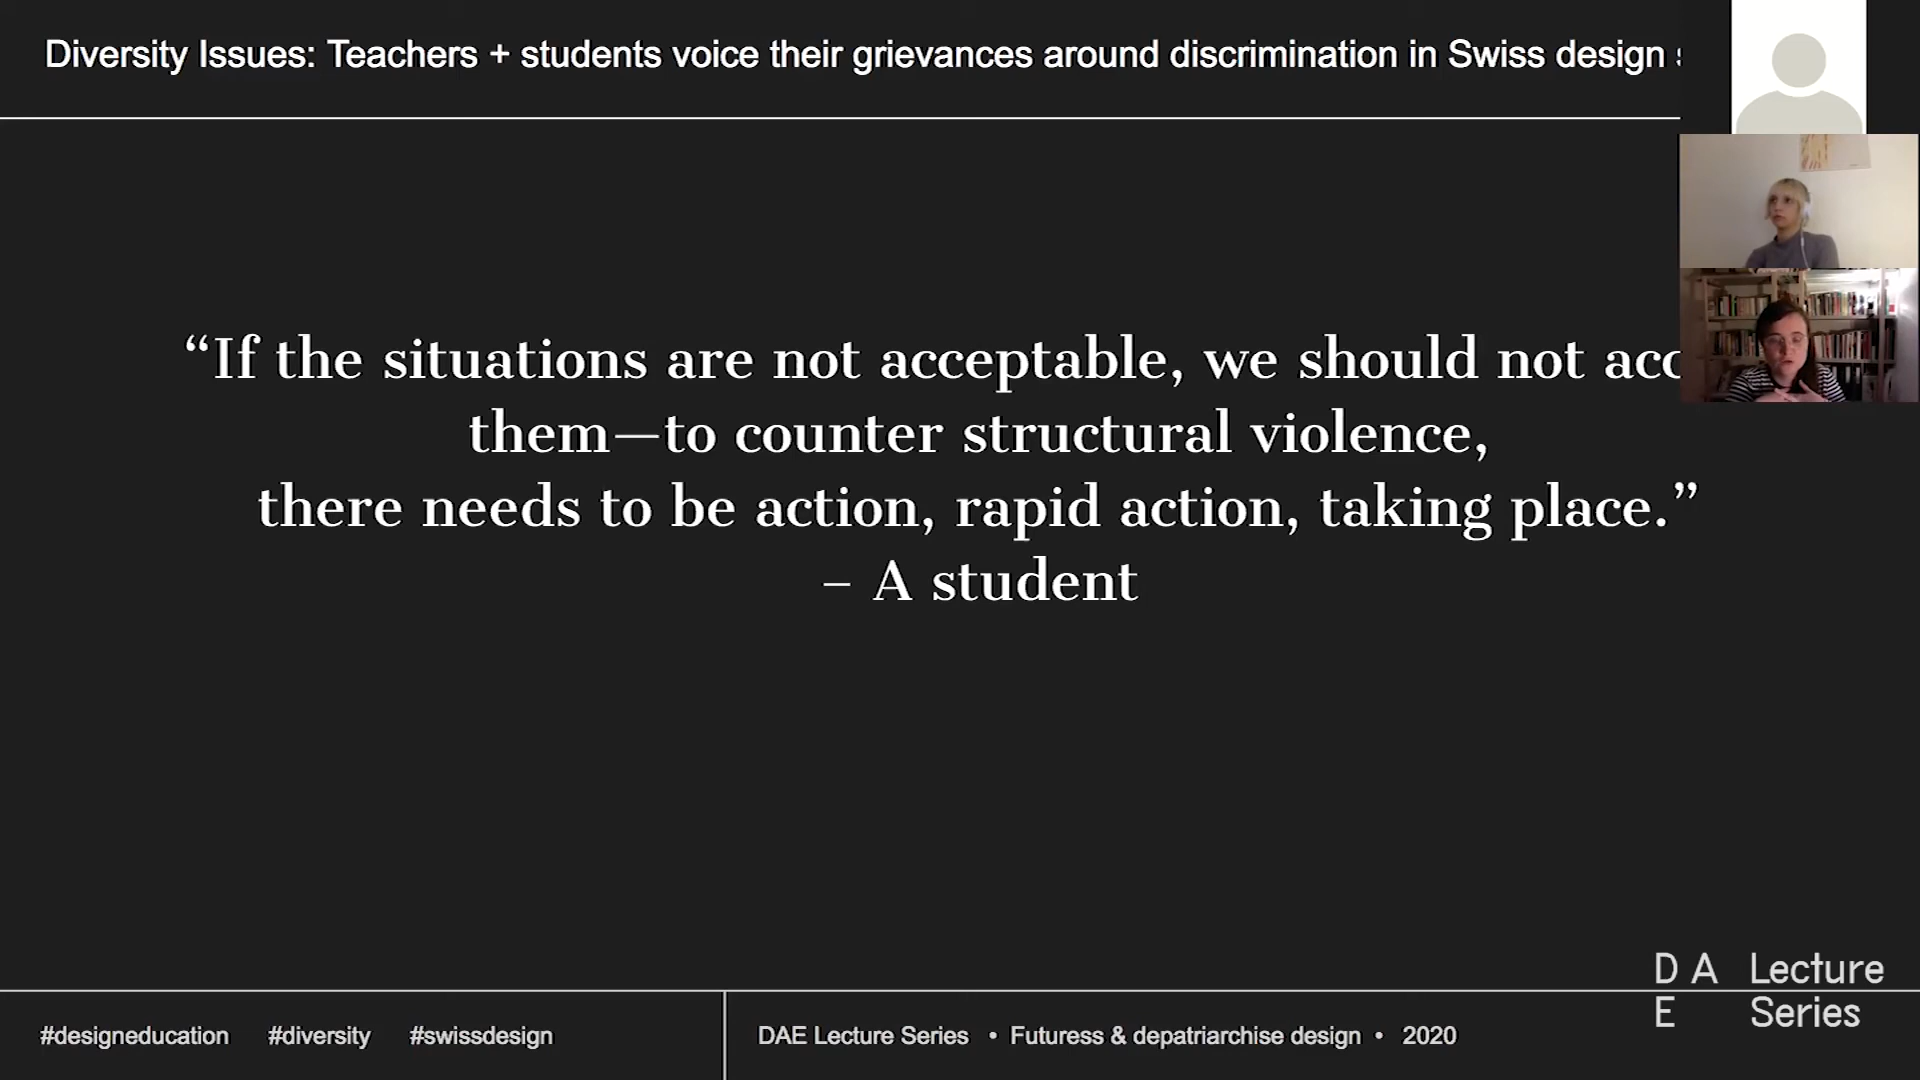 Diversity Issues: Teachers + students voice their grievances around discrimination in Swiss design
“If the situations are not acceptable, we should not
them—to counter structural violence,
there needs to be action, rapid action, taking place.”
– A student
D A Lecture
E Series
#designeducation #diversity #swissdesign
DAE Lecture Series • Futuress & depatriarchise design • 2020